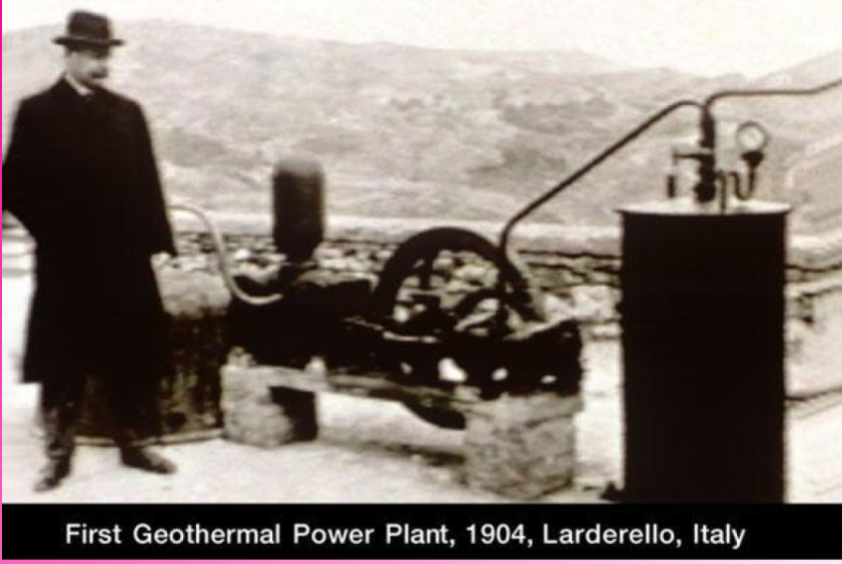 First Geothermal Power Plant, 1904, Larderello, Italy